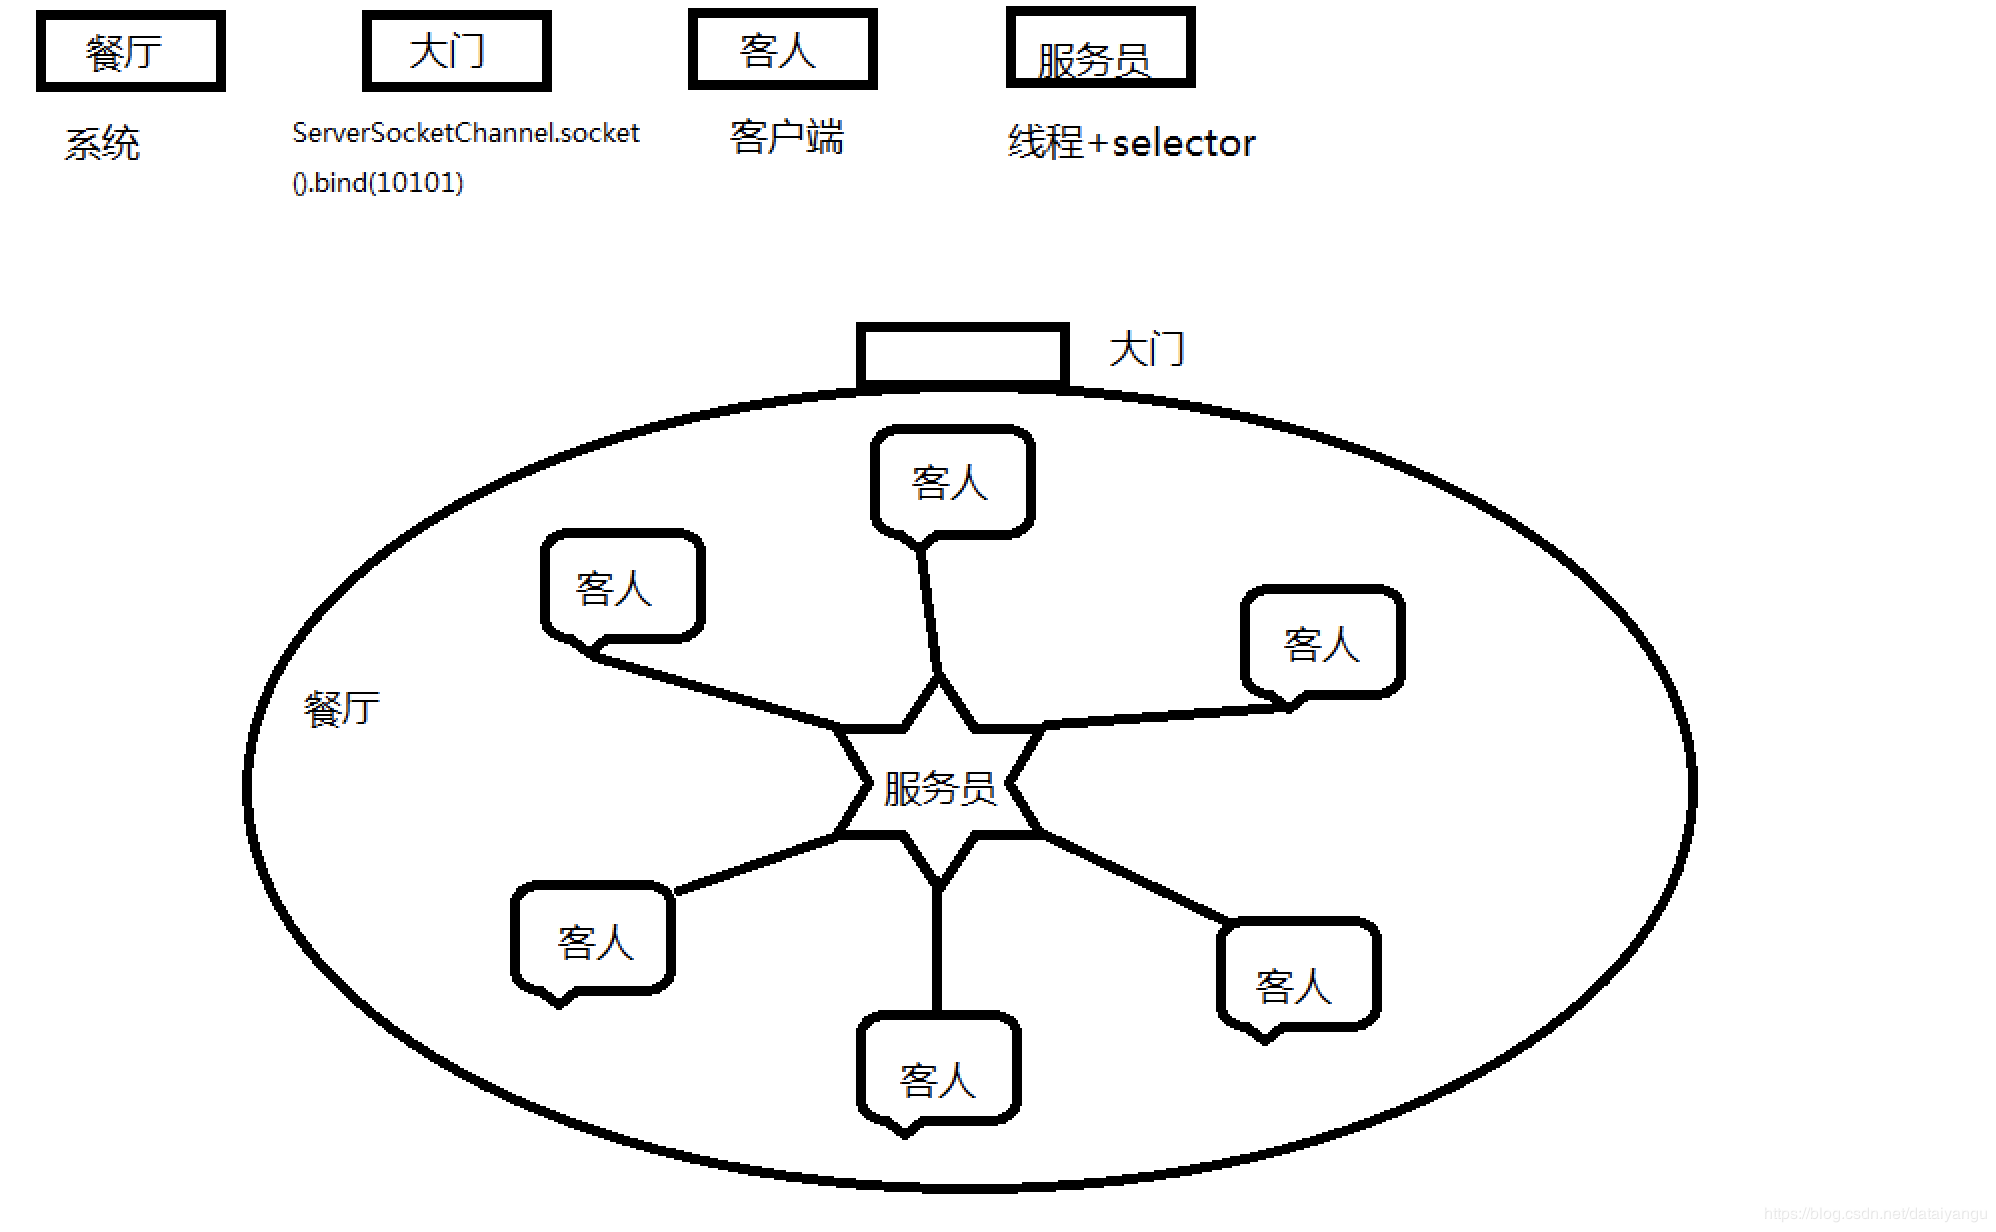 餐厅
大门
客人
服务员
系统
ServerSocketChannel.socket
().bind(10101)
客户端
线程+selector
大门
客人
客人
客人
餐厅
服务员
客人
客人
客人
https://blog.csdn.net/dataiyangu